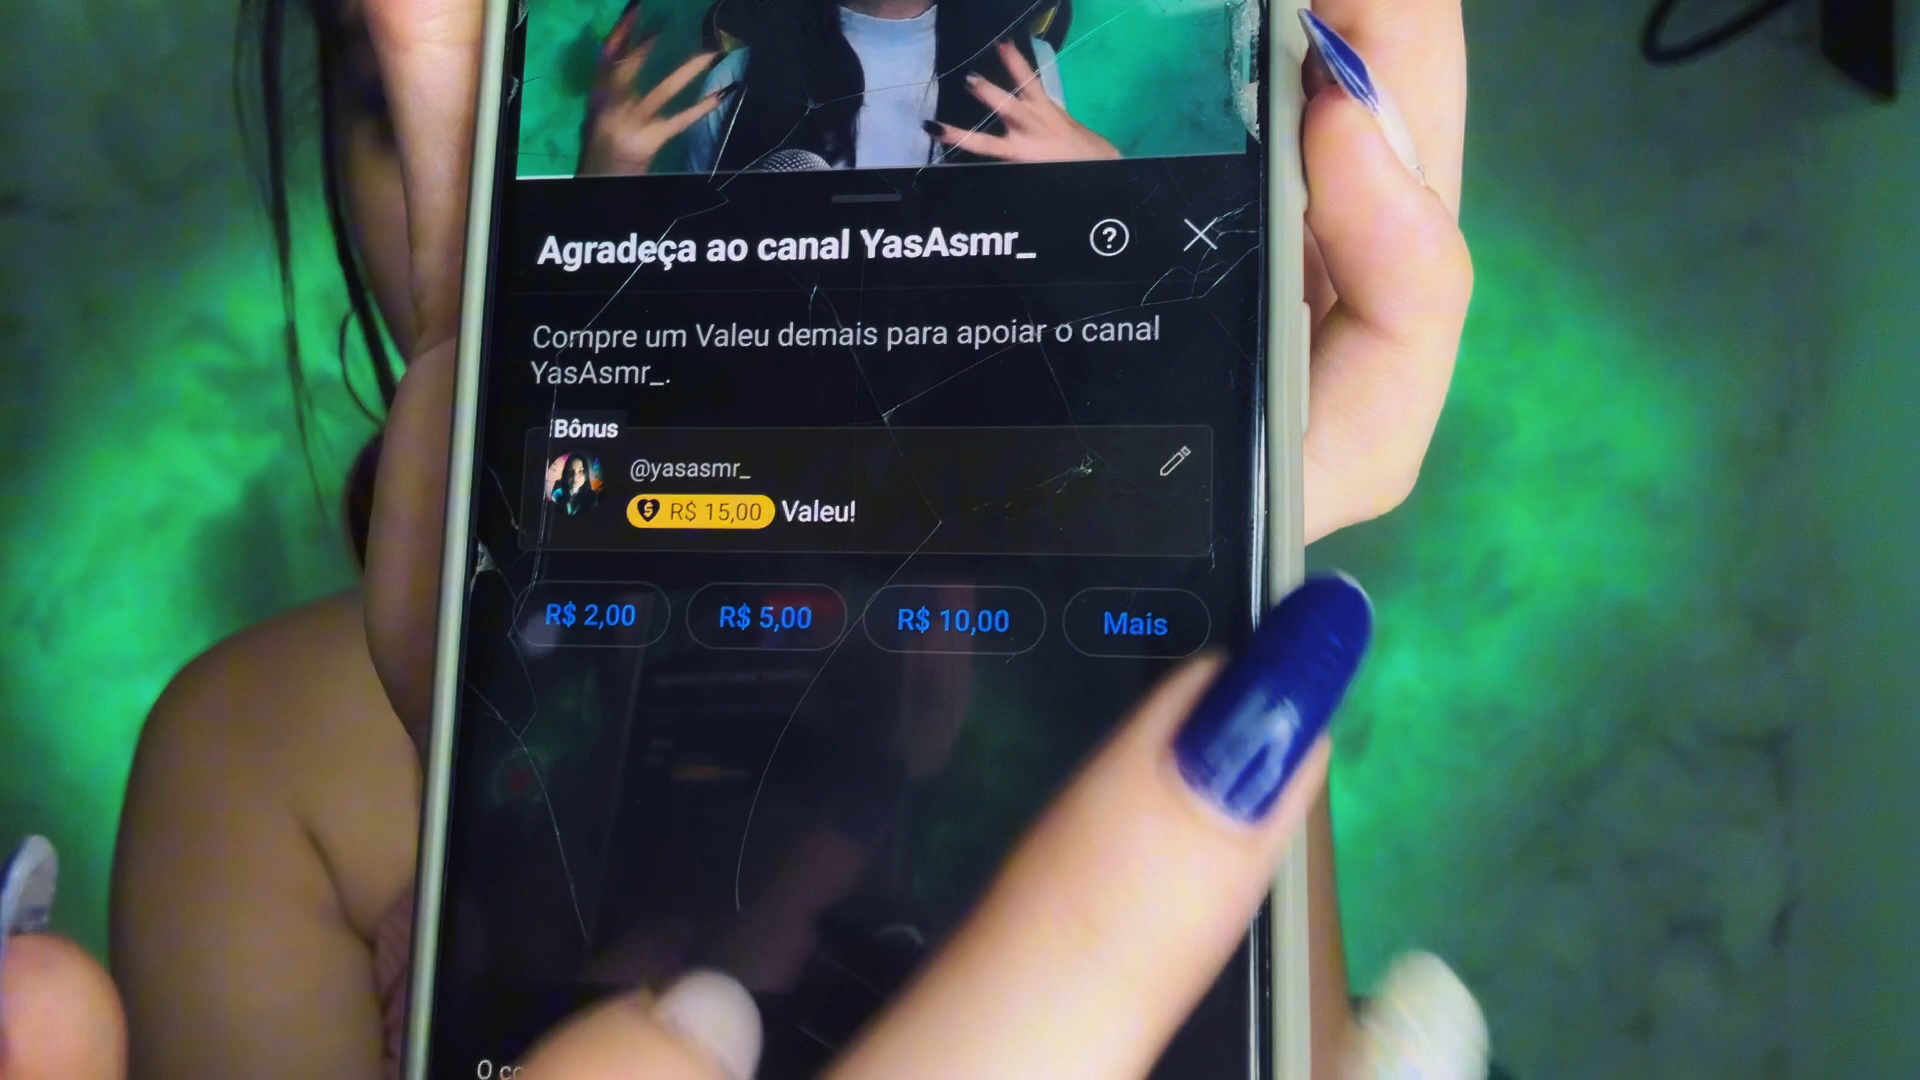 Agradeça ao canal YasAsmr_
Compre um Valeu demais para apoiar o canal
YasAsmr_.
Bônus
@yasasmr_
R$ 15,00 Valeu!
R$ 2,00 R$ 5,00 R$ 10,00 Mais
O